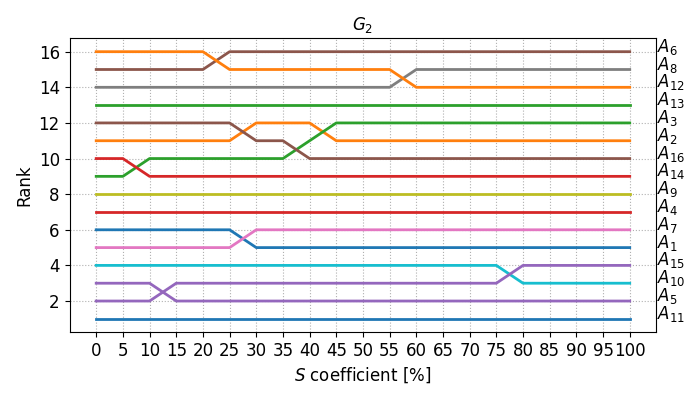 G₂
Rank
16
14
12
10
8
6
4
2
A₆
A₈
A₁₂
A₁₃
A₃
A₂
A₁₆
A₁₄
A₉
A₄
A₇
A₁
A₁₅
A₁₀
A₅
A₁₁
0 5 10 15 20 25 30 35 40 45 50 55 60 65 70 75 80 85 90 95 100
S coefficient [%]